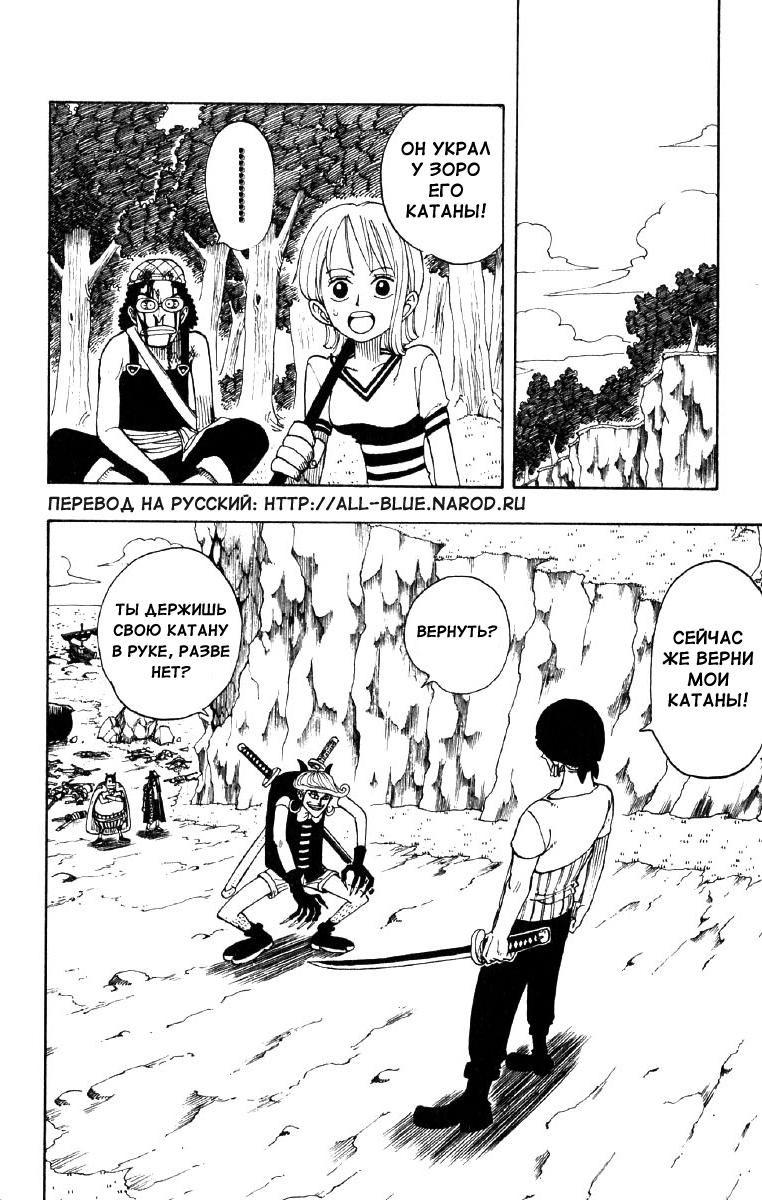 ОН УКРАЛ
У ЗОРО
ЕГО
КАТАНЫ!
...........
ПЕРЕВОД НА РУССКИЙ: HTTP://ALL-BLUE.NAROD.RU
СЕЙЧАС
ЖЕ ВЕРНИ
МОИ
КАТАНЫ!
ВЕРНУТЬ?
ТЫ ДЕРЖИШЬ
СВОЮ КАТАНУ
В РУКЕ, РАЗВЕ
НЕТ?